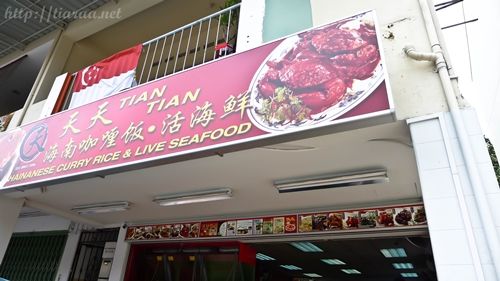 http://tiaraa.net
天天 TIAN TIAN
海南咖喱饭·活海鲜
HAINANESE CURRY RICE & LIVE SEAFOOD